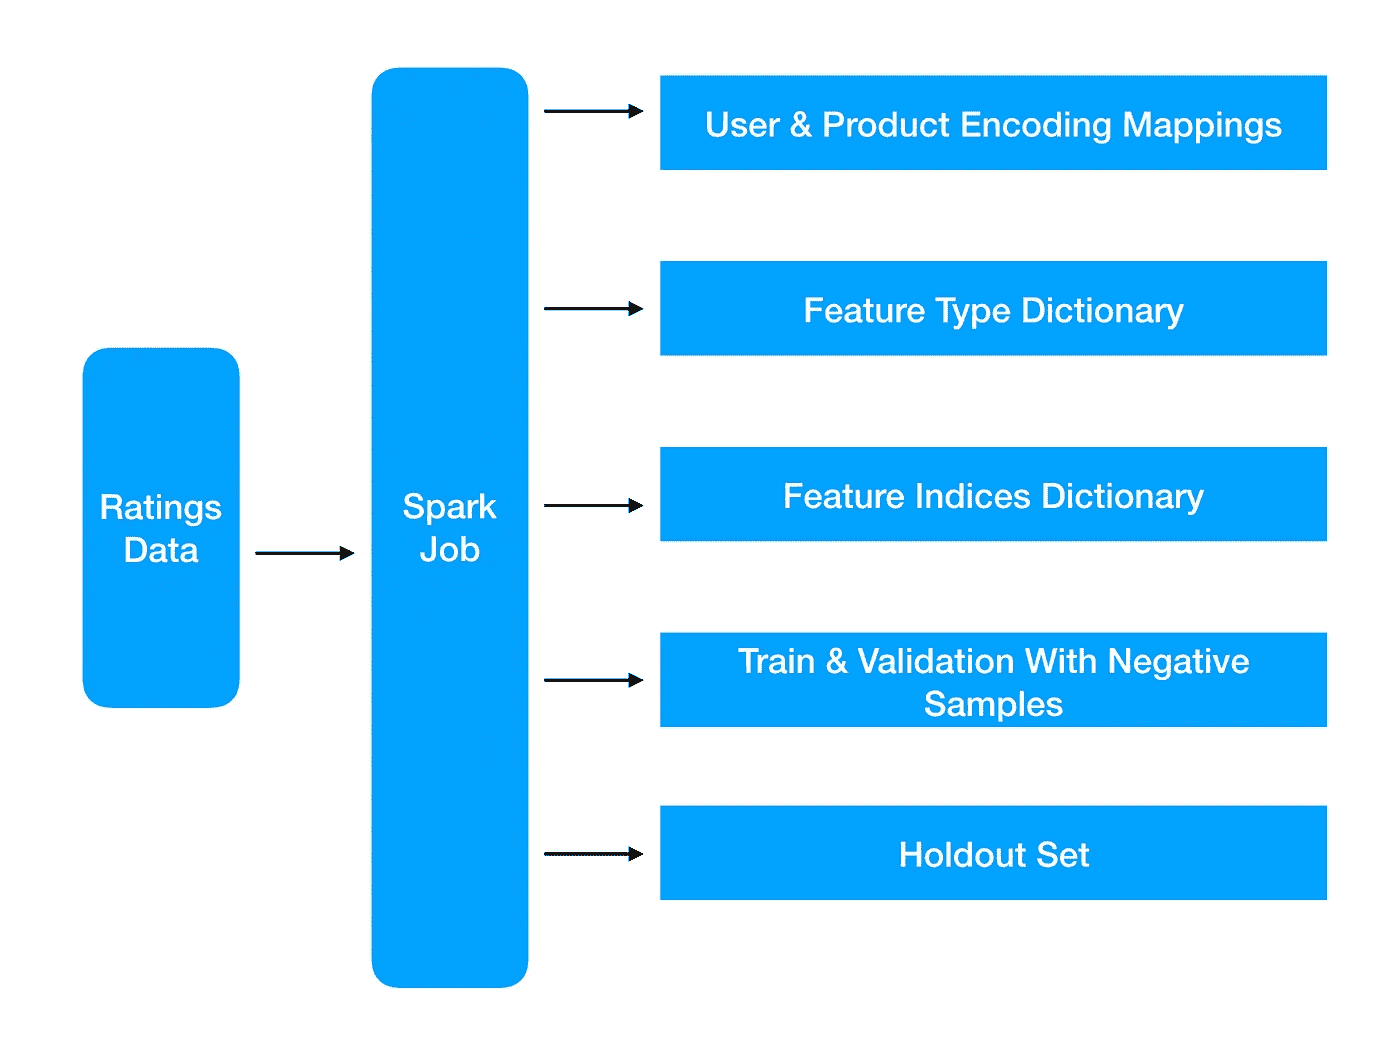 Ratings
Data
Spark
Job
User & Product Encoding Mappings
Feature Type Dictionary
Feature Indices Dictionary
Train & Validation With Negative
Samples
Holdout Set